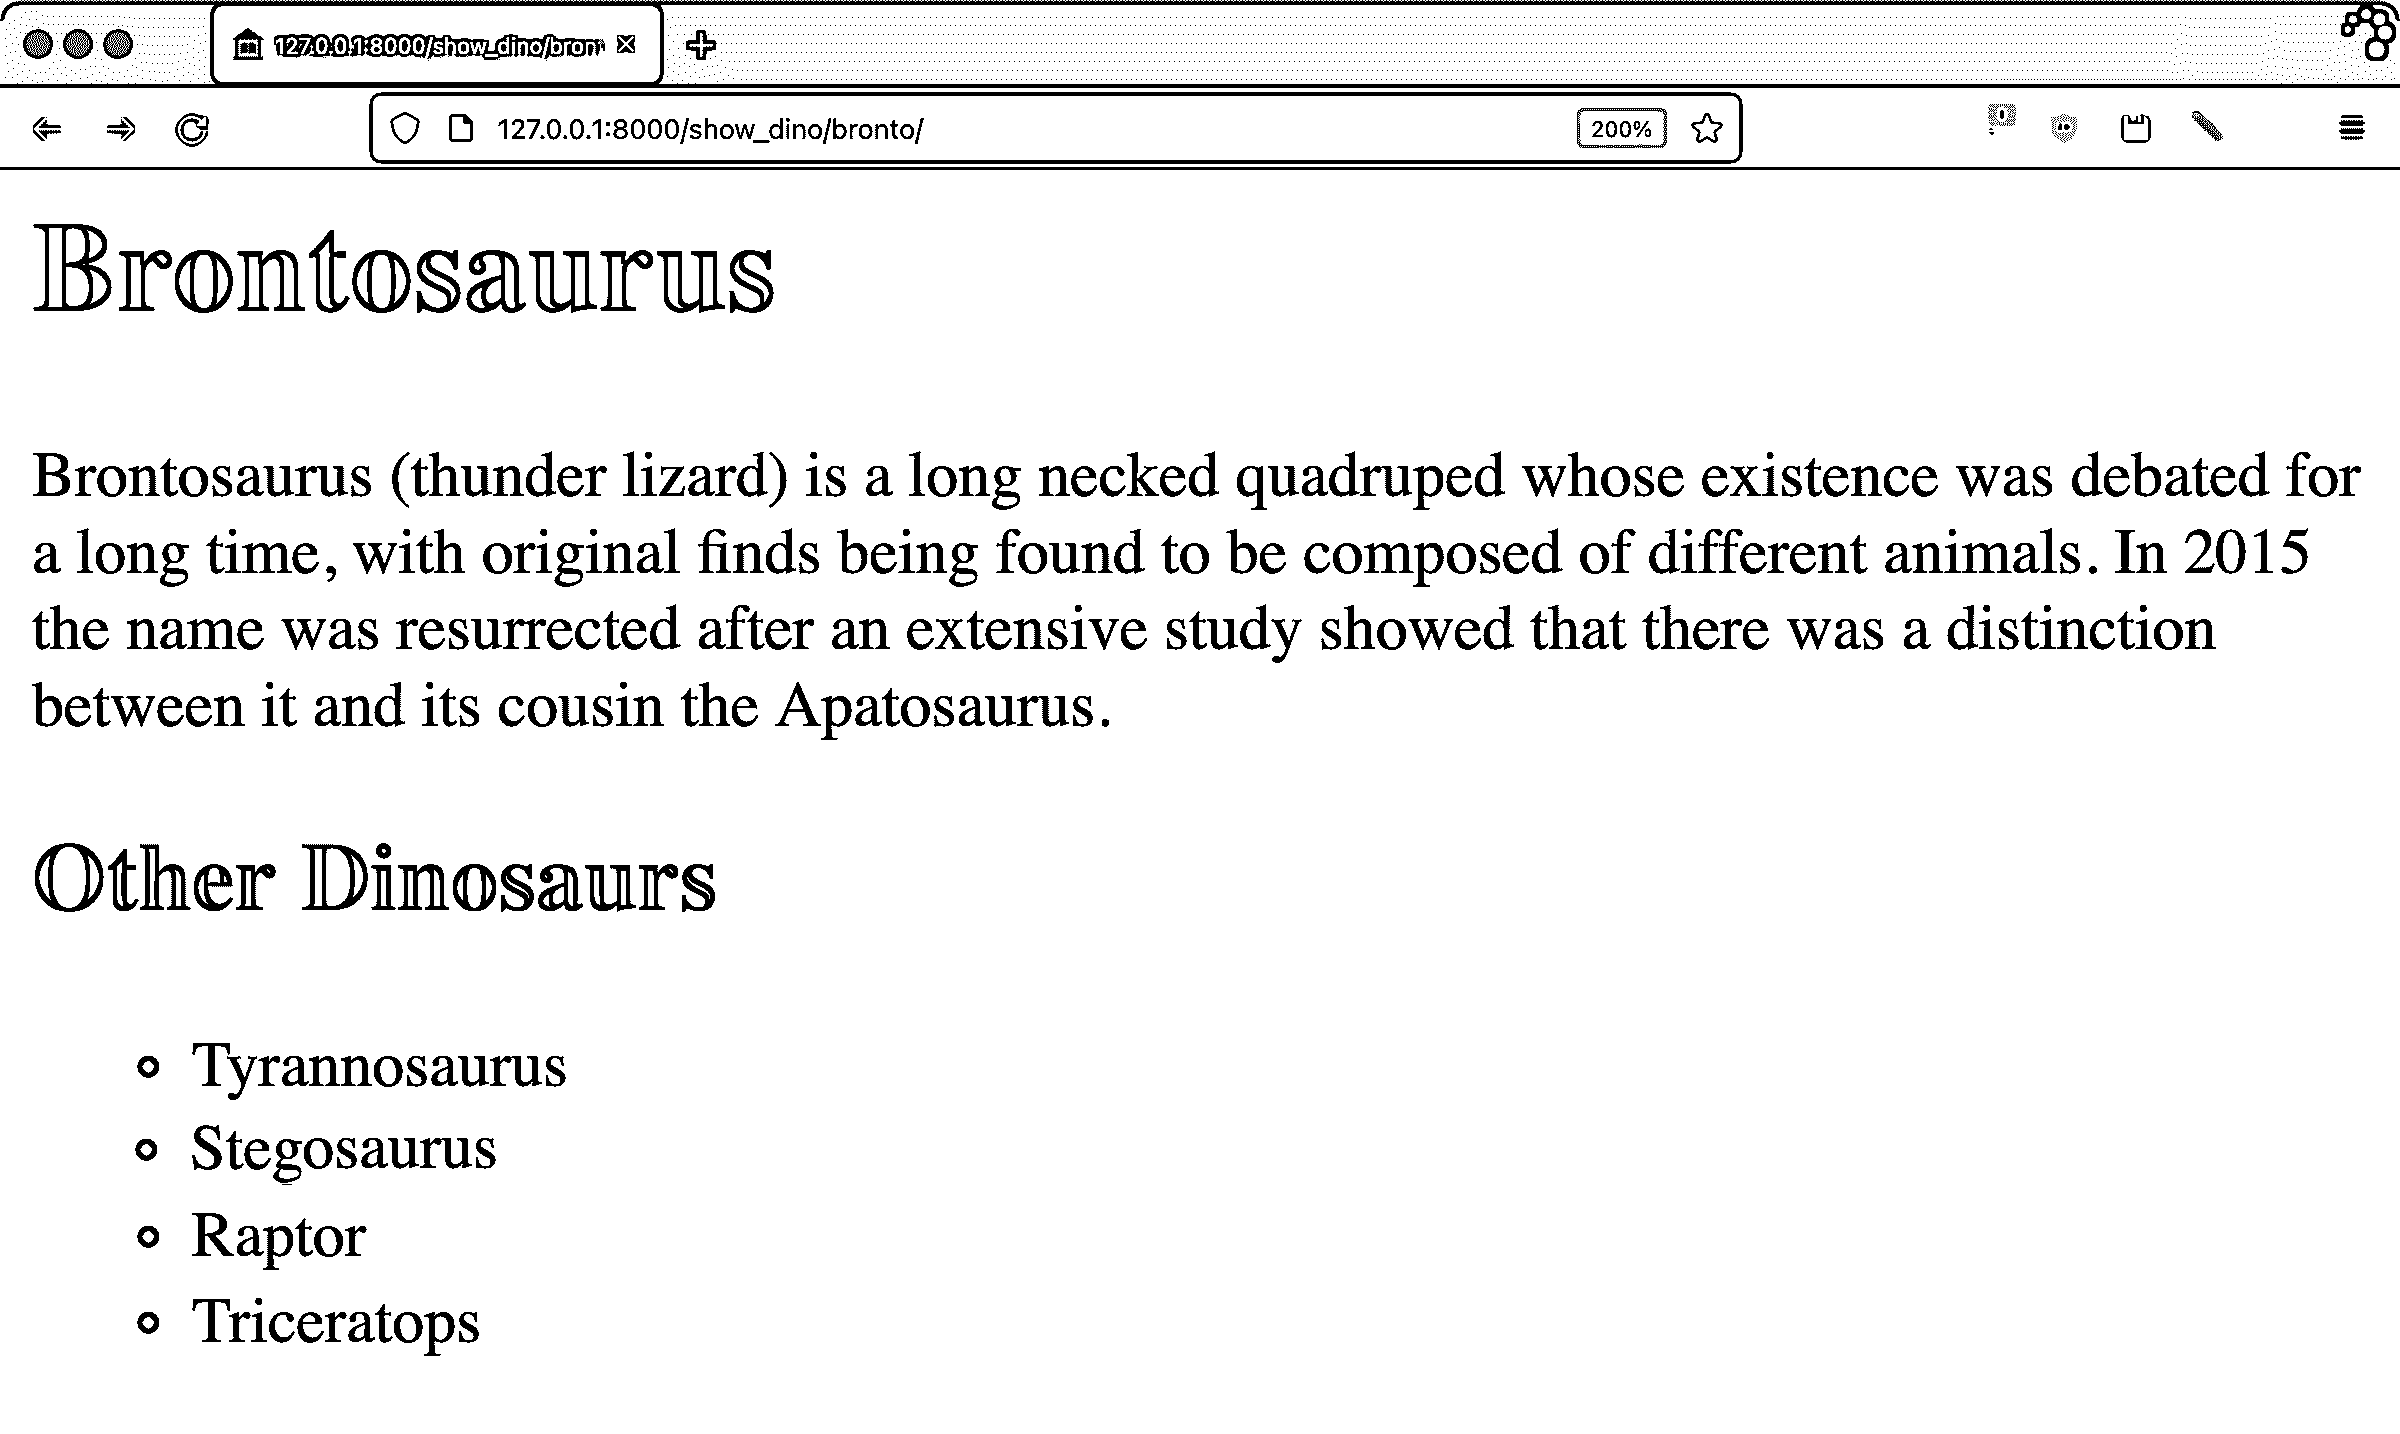 127.0.0.1:8000/show_dino/bron
127.0.0.1:8000/show_dino/bronto/
200%
Brontosaurus
Brontosaurus (thunder lizard) is a long necked quadruped whose existence was debated for
a long time, with original finds being found to be composed of different animals. In 2015
the name was resurrected after an extensive study showed that there was a distinction
between it and its cousin the Apatosaurus.
Other Dinosaurs
Tyrannosaurus
Stegosaurus
Raptor
Triceratops